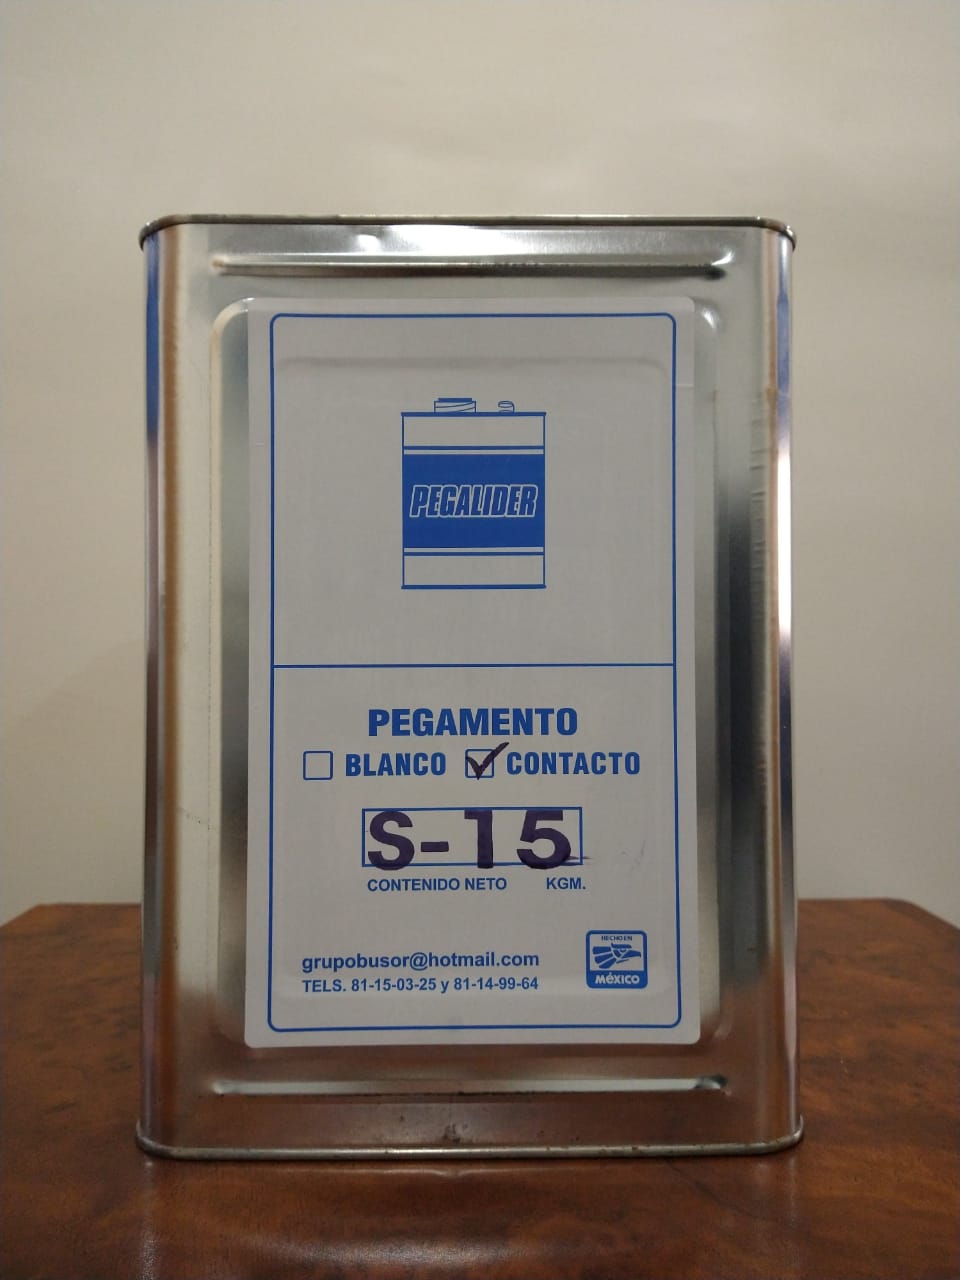 PEGALIDER
PEGAMENTO
BLANCO CONTACTO
S-15
CONTENIDO NETO KGM.
HECHO EN
MÉXICO
grupobusor@hotmail.com
TELS. 81-15-03-25 y 81-14-99-64